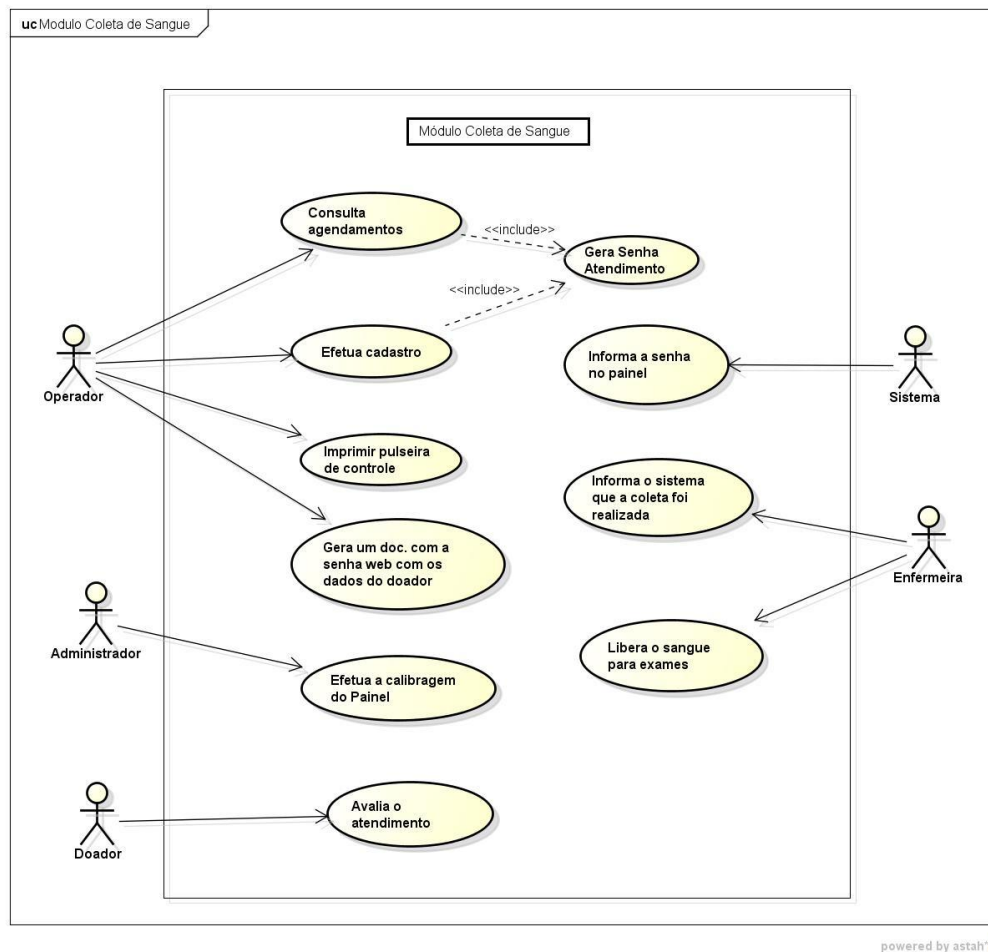 uc Modulo Coleta de Sangue
Módulo Coleta de Sangue
Consulta
agendamentos
<<include>>
Gera Senha
Atendimento
<<include>>
Efetua cadastro
Informa a senha
no painel
Operador
Sistema
Imprimir pulseira
de controle
Informa o sistema
que a coleta foi
realizada
Gera um doc. com a
senha web com os
dados do doador
Enfermeira
Administrador
Libera o sangue
para exames
Efetua a calibragem
do Painel
Avalia o
atendimento
Doador
powered by astah*